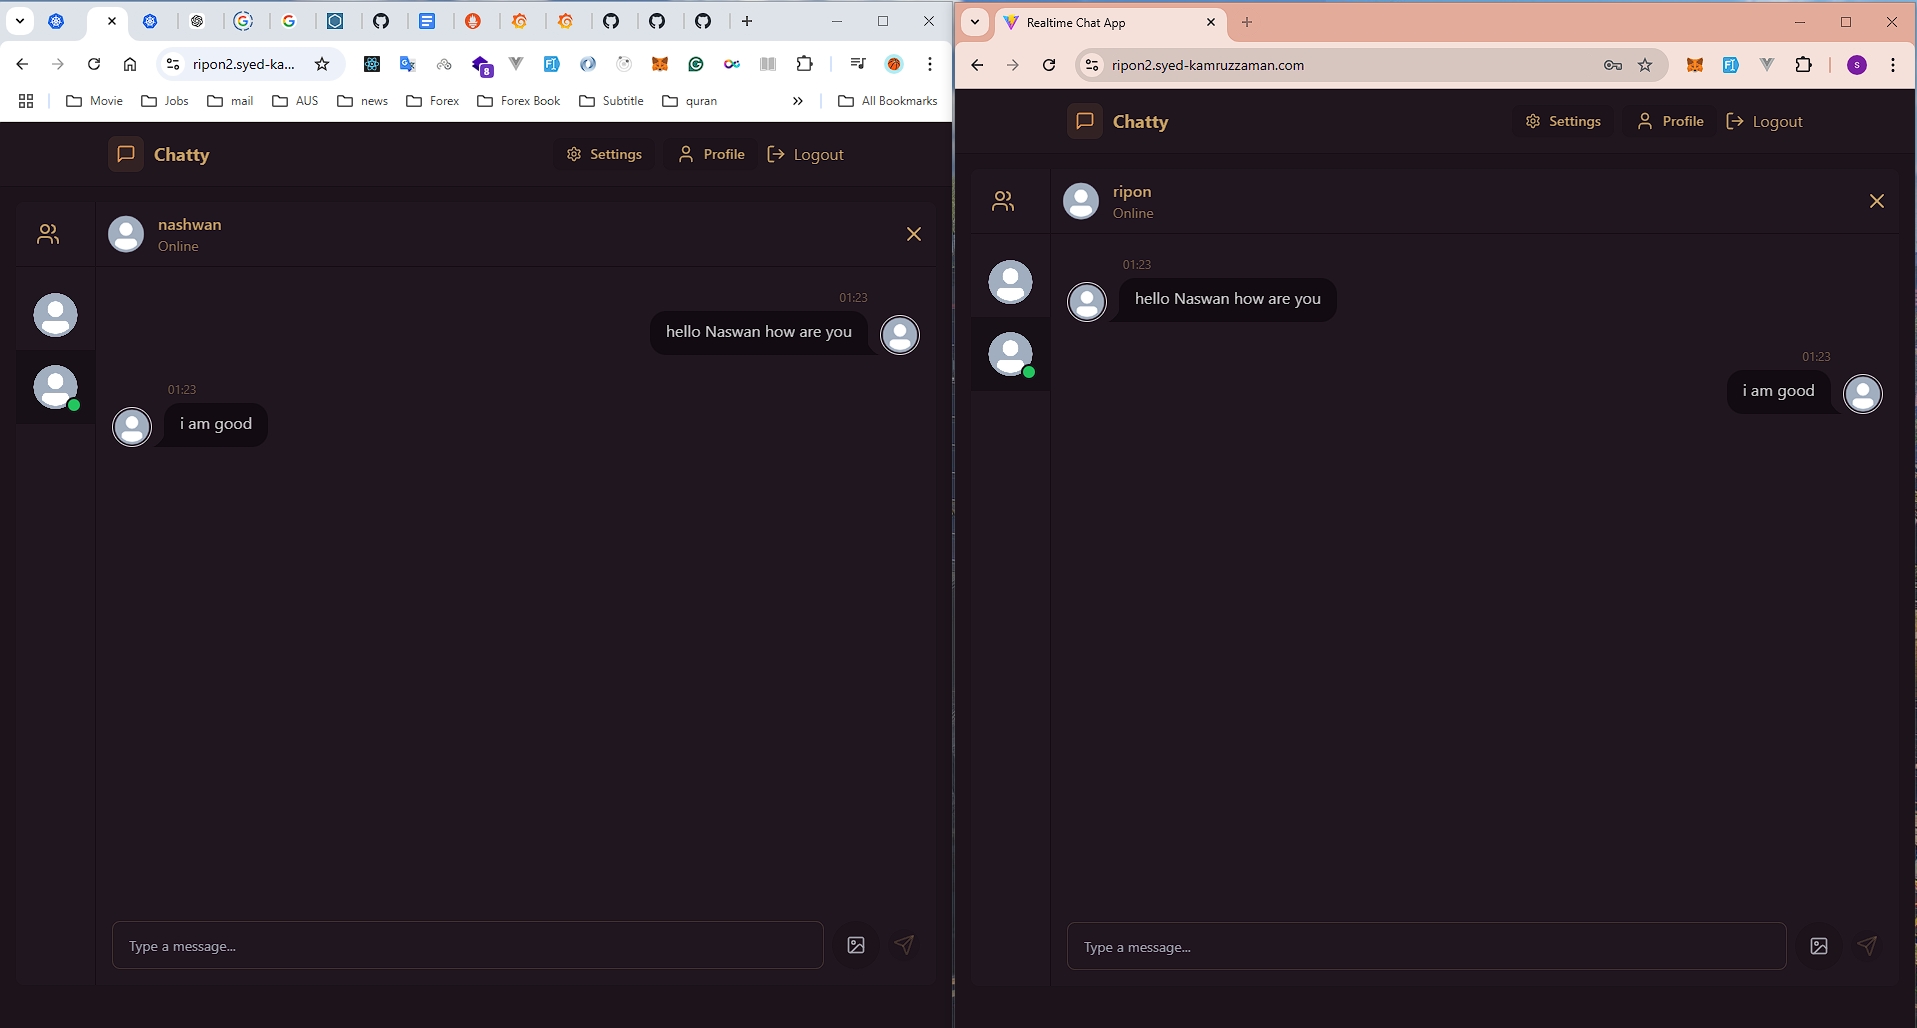 ripon2.syed-ka...
8
Movie
Jobs
mail
AUS
news
Forex
Forex Book
Subtitle
quran
»
All Bookmarks
Chatty
Settings
Profile
Logout
nashwan
Online
01:23
hello Naswan how are you
01:23
i am good
Type a message...
Realtime Chat App
ripon2.syed-kamruzzaman.com
S
Chatty
Settings
Profile
Logout
ripon
Online
01:23
hello Naswan how are you
01:23
i am good
Type a message...